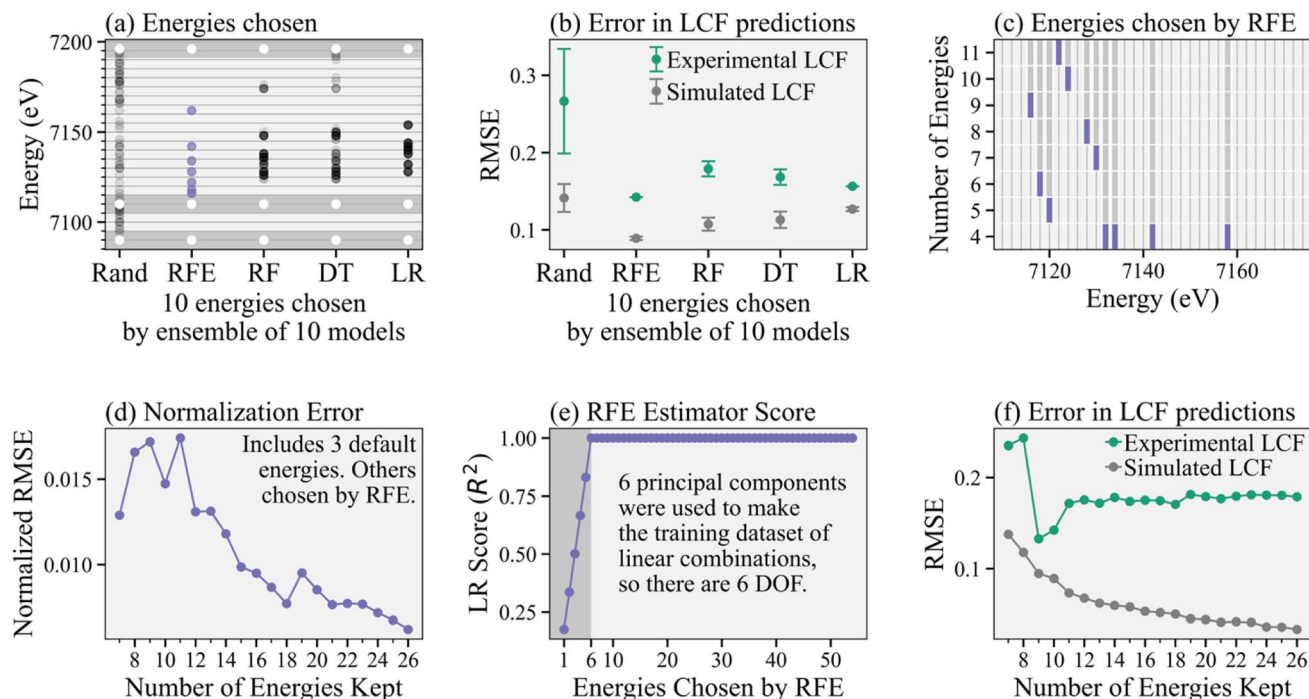 (a) Energies chosen
7200
7150
7100
Energy (eV)
Rand RFE RF DT LR
10 energies chosen
by ensemble of 10 models
(b) Error in LCF predictions
Experimental LCF
Simulated LCF
0.3
0.2
0.1
RMSE
Rand RFE RF DT LR
10 energies chosen
by ensemble of 10 models
(c) Energies chosen by RFE
11
10
9
8
7
6
5
4
Number of Energies
7120 7140 7160
Energy (eV)
(d) Normalization Error
Includes 3 default
energies. Others
chosen by RFE.
0.015
0.010
Normalized RMSE
8 10 12 14 16 18 20 22 24 26
Number of Energies Kept
(e) RFE Estimator Score
1.00
0.75
0.50
0.25
LR Score (R²)
6 principal components
were used to make
the training dataset of
linear combinations,
so there are 6 DOF.
1 6 10 20 30 40 50
Energies Chosen by RFE
(f) Error in LCF predictions
Experimental LCF
Simulated LCF
0.2
0.1
RMSE
8 10 12 14 16 18 20 22 24 26
Number of Energies Kept